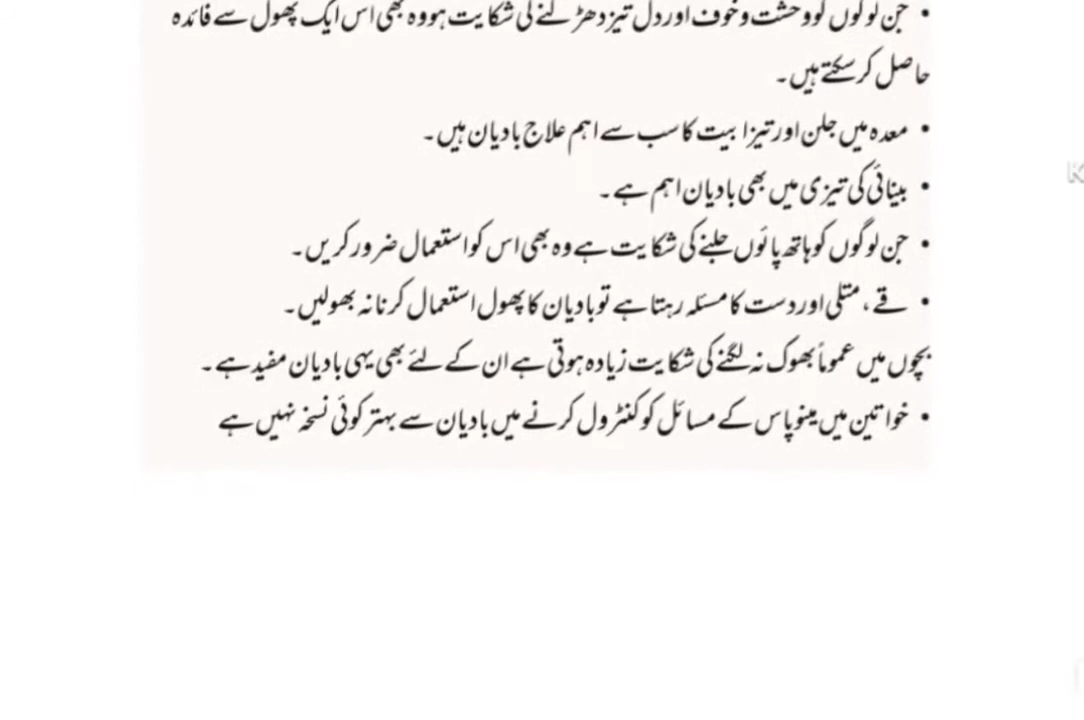 • جن لوگوں کو وحشت و خوف اور دل تیز دھڑکنے کی شکایت ہو وہ بھی اس ایک پھول سے فائدہ
حاصل کر سکتے ہیں۔
• معدہ میں جلن اور تیزابیت کا سب سے اہم علاج بادیان ہیں۔
• بینائی کی تیزی میں بھی بادیان اہم ہے۔
• جن لوگوں کو ہاتھ پائوں جلنے کی شکایت ہے وہ بھی اس کو استعمال ضرور کریں۔
• قے، متلی اور دست کا مسئلہ رہتا ہے تو بادیان کا پھول استعمال کرنا نہ بھولیں۔
بچوں میں عموماً بھوک نہ لگنے کی شکایت زیادہ ہوتی ہے ان کے لئے بھی یہی بادیان مفید ہے۔
• خواتین میں مینوپاس کے مسائل کو کنٹرول کرنے میں بادیان سے بہتر کوئی نسخہ نہیں ہے
K